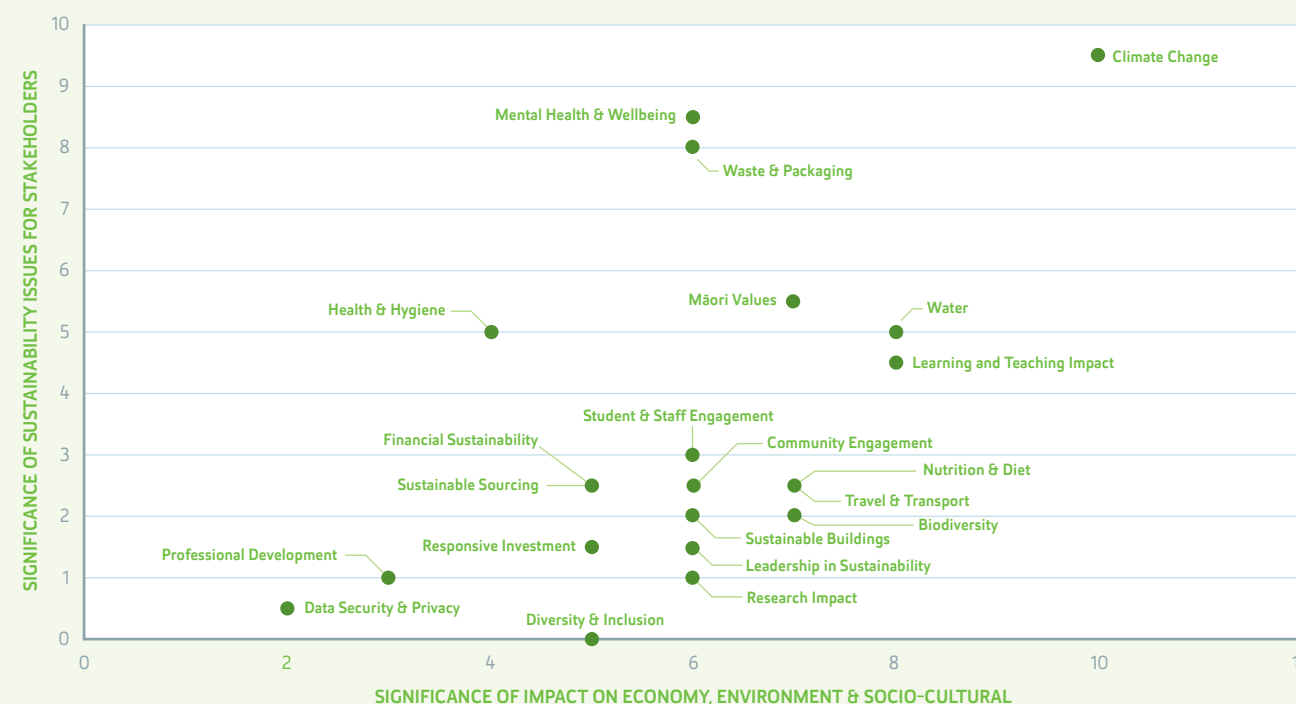 SIGNIFICANCE OF SUSTAINABILITY ISSUES FOR STAKEHOLDERS
10
9
8
7
6
5
4
3
2
1
0
Climate Change
Mental Health & Wellbeing
Waste & Packaging
Māori Values
Health & Hygiene
Water
Learning and Teaching Impact
Student & Staff Engagement
Financial Sustainability
Community Engagement
Nutrition & Diet
Sustainable Sourcing
Travel & Transport
Biodiversity
Sustainable Buildings
Responsive Investment
Professional Development
Leadership in Sustainability
Research Impact
Data Security & Privacy
Diversity & Inclusion
0 2 4 6 8 10
SIGNIFICANCE OF IMPACT ON ECONOMY, ENVIRONMENT & SOCIO-CULTURAL